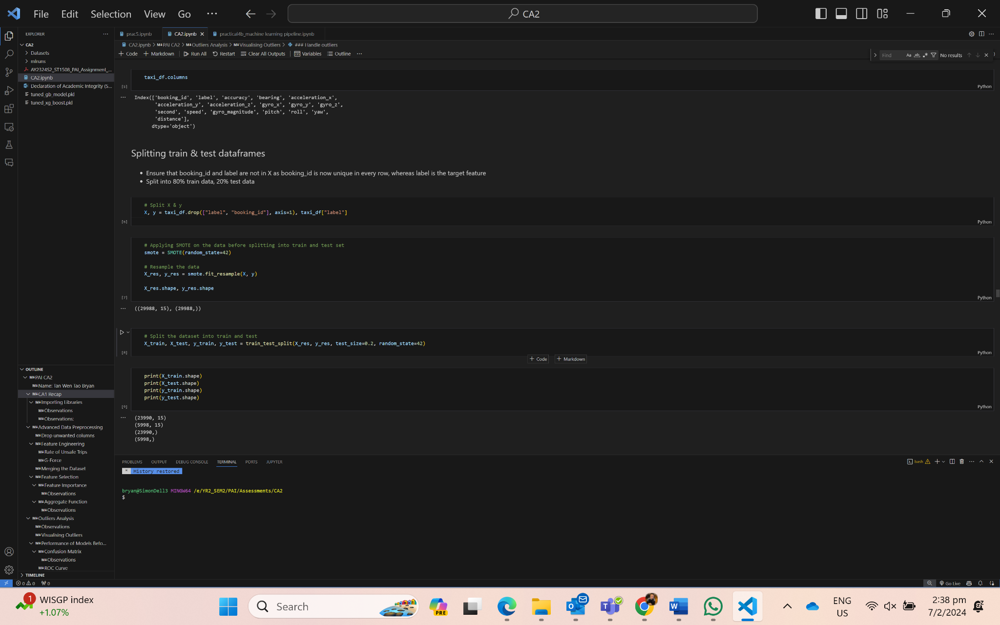 File Edit Selection View Go ···
CA2
EXPLORER ···
CA2
Datasets
mlruns
AY2324S2_ST1508_PAI_Assignment_...
CA2.ipynb
Declaration of Academic Integrity (S...
tuned_gb_model.pkl
tuned_xg_boost.pkl
OUTLINE
M↓PAI CA2
M↓Name: Tan Wen Tao Bryan
M↓CA1 Recap
M↓Importing Libraries
M↓Observations
M↓Observations:
M↓Advanced Data Preprocessing
M↓Drop unwanted columns
M↓Feature Engineering
M↓Rate of Unsafe Trips
M↓G-Force
M↓Merging the Dataset
M↓Feature Selection
M↓Feature Importance
M↓Observations
M↓Aggregate Function
M↓Observations
M↓Outliers Analysis
M↓Observations
M↓Visualising Outliers
M↓Performance of Models Befo...
M↓Confusion Matrix
M↓Observations
M↓ROC Curve
TIMELINE
prac5.ipynb CA2.ipynb practical4b_machine learning pipeline.ipynb
CA2.ipynb > M↓PAI CA2 > M↓Outliers Analysis > M↓Visualising Outliers > ### Handle outliers
+ Code + Markdown Run All Restart Clear All Outputs Variables Outline ···
Find Aa ab No results
taxi_df.columns
[5] Python
Index(['booking_id', 'label', 'accuracy', 'bearing', 'acceleration_x',
'acceleration_y', 'acceleration_z', 'gyro_x', 'gyro_y', 'gyro_z',
'second', 'speed', 'gyro_magnitude', 'pitch', 'roll', 'yaw',
'distance'],
dtype='object')
Splitting train & test dataframes
• Ensure that booking_id and label are not in X as booking_id is now unique in every row, whereas label is the target feature
• Split into 80% train data, 20% test data
# Split X & y
X, y = taxi_df.drop(["label", "booking_id"], axis=1), taxi_df["label"]
[6] Python
# Applying SMOTE on the data before splitting into train and test set
smote = SMOTE(random_state=42)
# Resample the data
X_res, y_res = smote.fit_resample(X, y)
X_res.shape, y_res.shape
[7] Python
((29988, 15), (29988,))
# Split the dataset into train and test
X_train, X_test, y_train, y_test = train_test_split(X_res, y_res, test_size=0.2, random_state=42)
[8] Python
+ Code + Markdown
print(X_train.shape)
print(X_test.shape)
print(y_train.shape)
print(y_test.shape)
[9] Python
(23990, 15)
(5998, 15)
(23990,)
(5998,)
PROBLEMS OUTPUT DEBUG CONSOLE TERMINAL PORTS JUPYTER
bash
* History restored
bryan@SimonDell3 MINGW64 /e/YR2_SEM2/PAI/Assessments/CA2
$
0 0 0
Go Live
1
WISGP index
+1.07%
Search
PRE
ENG
US
2:38 pm
7/2/2024